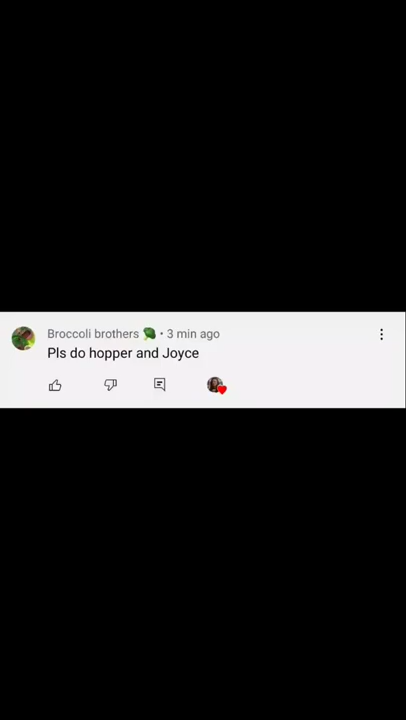 Broccoli brothers 🥦 • 3 min ago
Pls do hopper and Joyce